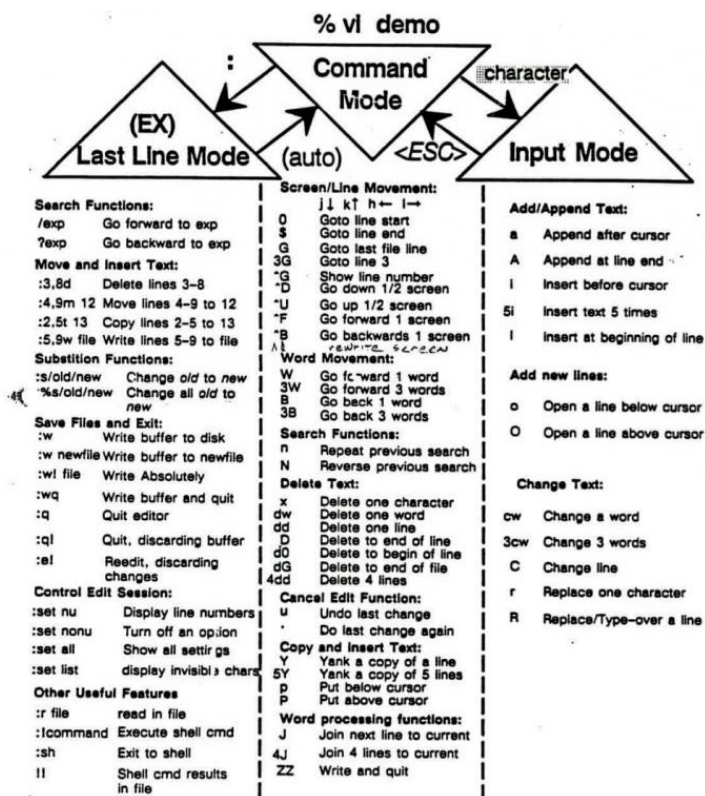 % vi demo
:
Command
Mode
character
(EX)
Last Line Mode
(auto)
<ESC>
Input Mode
Search Functions:
/exp Go forward to exp
?exp Go backward to exp
Move and Insert Text:
:3,8d Delete lines 3–8
:4,9m 12 Move lines 4–9 to 12
:2,5t 13 Copy lines 2–5 to 13
:5,9w file Write lines 5–9 to file
Substition Functions:
:s/old/new Change old to new
%s/old/new Change all old to
new
Save Files and Exit:
:w Write buffer to disk
:w newfile Write buffer to newfile
:w! file Write Absolutely
:wq Write buffer and quit
:q Quit editor
:q! Quit, discarding buffer
:e! Reedit, discarding
changes
Control Edit Session:
:set nu Display line numbers
:set nonu Turn off an option
:set all Show all settings
:set list display invisible chars
Other Useful Features
:r file read in file
:!command Execute shell cmd
:sh Exit to shell
!! Shell cmd results
in file
Screen/Line Movement:
j↓ k↑ h← l→
0 Goto line start
$ Goto line end
G Goto last file line
3G Goto line 3
^G Show line number
^D Go down 1/2 screen
^U Go up 1/2 screen
^F Go forward 1 screen
^B Go backwards 1 screen
rewrite screen
Word Movement:
W Go forward 1 word
3W Go forward 3 words
B Go back 1 word
3B Go back 3 words
Search Functions:
n Repeat previous search
N Reverse previous search
Delete Text:
x Delete one character
dw Delete one word
dd Delete one line
D Delete to end of line
d0 Delete to begin of line
dG Delete to end of file
4dd Delete 4 lines
Cancel Edit Function:
u Undo last change
. Do last change again
Copy and Insert Text:
Y Yank a copy of a line
5Y Yank a copy of 5 lines
p Put below cursor
P Put above cursor
Word processing functions:
J Join next line to current
4J Join 4 lines to current
ZZ Write and quit
Add/Append Text:
a Append after cursor
A Append at line end
i Insert before cursor
5i Insert text 5 times
I Insert at beginning of line
Add new lines:
o Open a line below cursor
O Open a line above cursor
Change Text:
cw Change a word
3cw Change 3 words
C Change line
r Replace one character
R Replace/Type–over a line